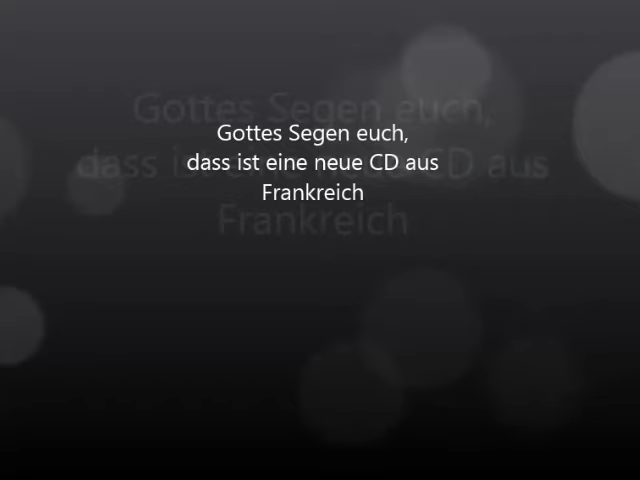 Gottes Segen euch,
dass ist eine neue CD aus
Frankreich